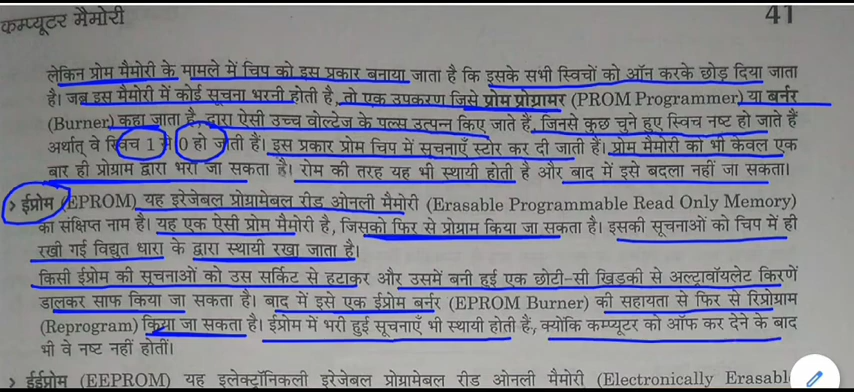 कम्प्यूटर मैमोरी 41
लेकिन प्रोम मैमोरी के मामले में चिप को इस प्रकार बनाया जाता है कि इसके सभी स्विचों को ऑन करके छोड़ दिया जाता
है। जब इस मैमोरी में कोई सूचना भरनी होती है, तो एक उपकरण जिसे प्रोम प्रोग्रामर (PROM Programmer) या बर्नर
(Burner) कहा जाता है, द्वारा ऐसी उच्च वोल्टेज के पल्स उत्पन्न किए जाते हैं, जिनसे कुछ चुने हुए स्विच नष्ट हो जाते हैं
अर्थात् वे स्विच 1 से 0 हो जाती हैं। इस प्रकार प्रोम चिप में सूचनाएँ स्टोर कर दी जाती हैं। प्रोम मैमोरी को भी केवल एक
बार ही प्रोग्राम द्वारा भरा जा सकता है। रोम की तरह यह भी स्थायी होती है और बाद में इसे बदला नहीं जा सकता।
› ईप्रोम (EPROM) यह इरेजेबल प्रोग्रामेबल रीड ओनली मैमोरी (Erasable Programmable Read Only Memory)
का संक्षिप्त नाम है। यह एक ऐसी प्रोम मैमोरी है, जिसको फिर से प्रोग्राम किया जा सकता है। इसकी सूचनाओं को चिप में ही
रखी गई विद्युत धारा के द्वारा स्थायी रखा जाता है।
किसी ईप्रोम की सूचनाओं को उस सर्किट से हटाकर और उसमें बनी हुई एक छोटी-सी खिड़की से अल्ट्रावॉयलेट किरणें
डालकर साफ किया जा सकता है। बाद में इसे एक ईप्रोम बर्नर (EPROM Burner) की सहायता से फिर से रिप्रोग्राम
(Reprogram) किया जा सकता है। ईप्रोम में भरी हुई सूचनाएँ भी स्थायी होती हैं, क्योंकि कम्प्यूटर को ऑफ कर देने के बाद
भी वे नष्ट नहीं होतीं।
› ईईप्रोम (EEPROM) यह इलेक्ट्रॉनिकली इरेजेबल प्रोग्रामेबल रीड ओनली मैमोरी (Electronically Erasabl